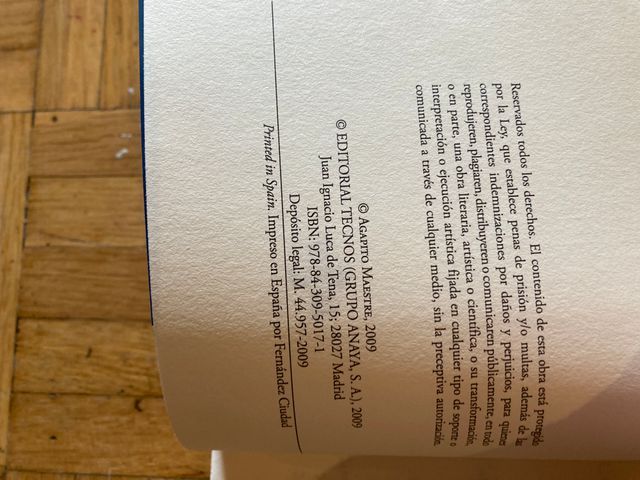 Reservados todos los derechos. El contenido de esta obra está protegido
por la Ley, que establece penas de prisión y/o multas, además de las
correspondientes indemnizaciones por daños y perjuicios, para quienes
reprodujeren, plagiaren, distribuyeren o comunicaren públicamente, en todo
o en parte, una obra literaria, artística o científica, o su transformación,
interpretación o ejecución artística fijada en cualquier tipo de soporte o
comunicada a través de cualquier medio, sin la preceptiva autorización.
© AGAPITO MAESTRE, 2009
© EDITORIAL TECNOS (GRUPO ANAYA, S. A.), 2009
Juan Ignacio Luca de Tena, 15; 28027 Madrid
ISBN: 978-84-309-5017-1
Depósito legal: M. 44.957-2009
Printed in Spain. Impreso en España por Fernández Ciudad